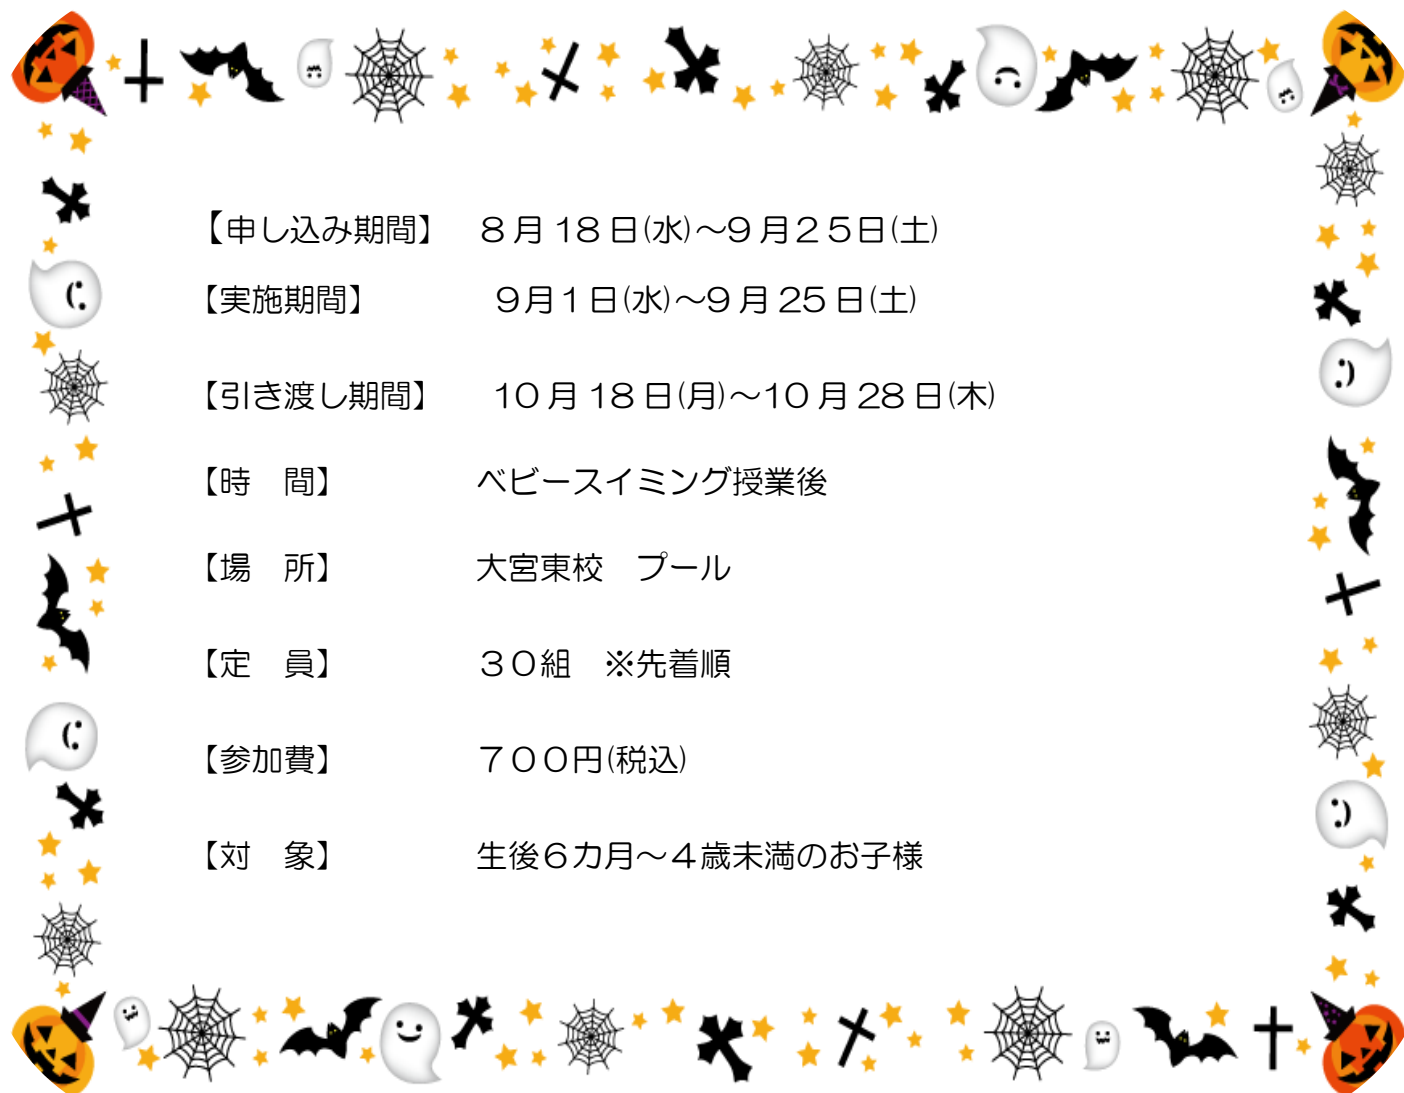 【申し込み期間】　８月18日(水)～９月２５日(土)
【実施期間】　９月１日(水)～９月25日(土)
【引き渡し期間】　10月18日(月)～10月28日(木)
【時　間】　ベビースイミング授業後
【場　所】　大宮東校　プール
【定　員】　３０組　※先着順
【参加費】　７００円(税込)
【対　象】　生後６カ月～４歳未満のお子様